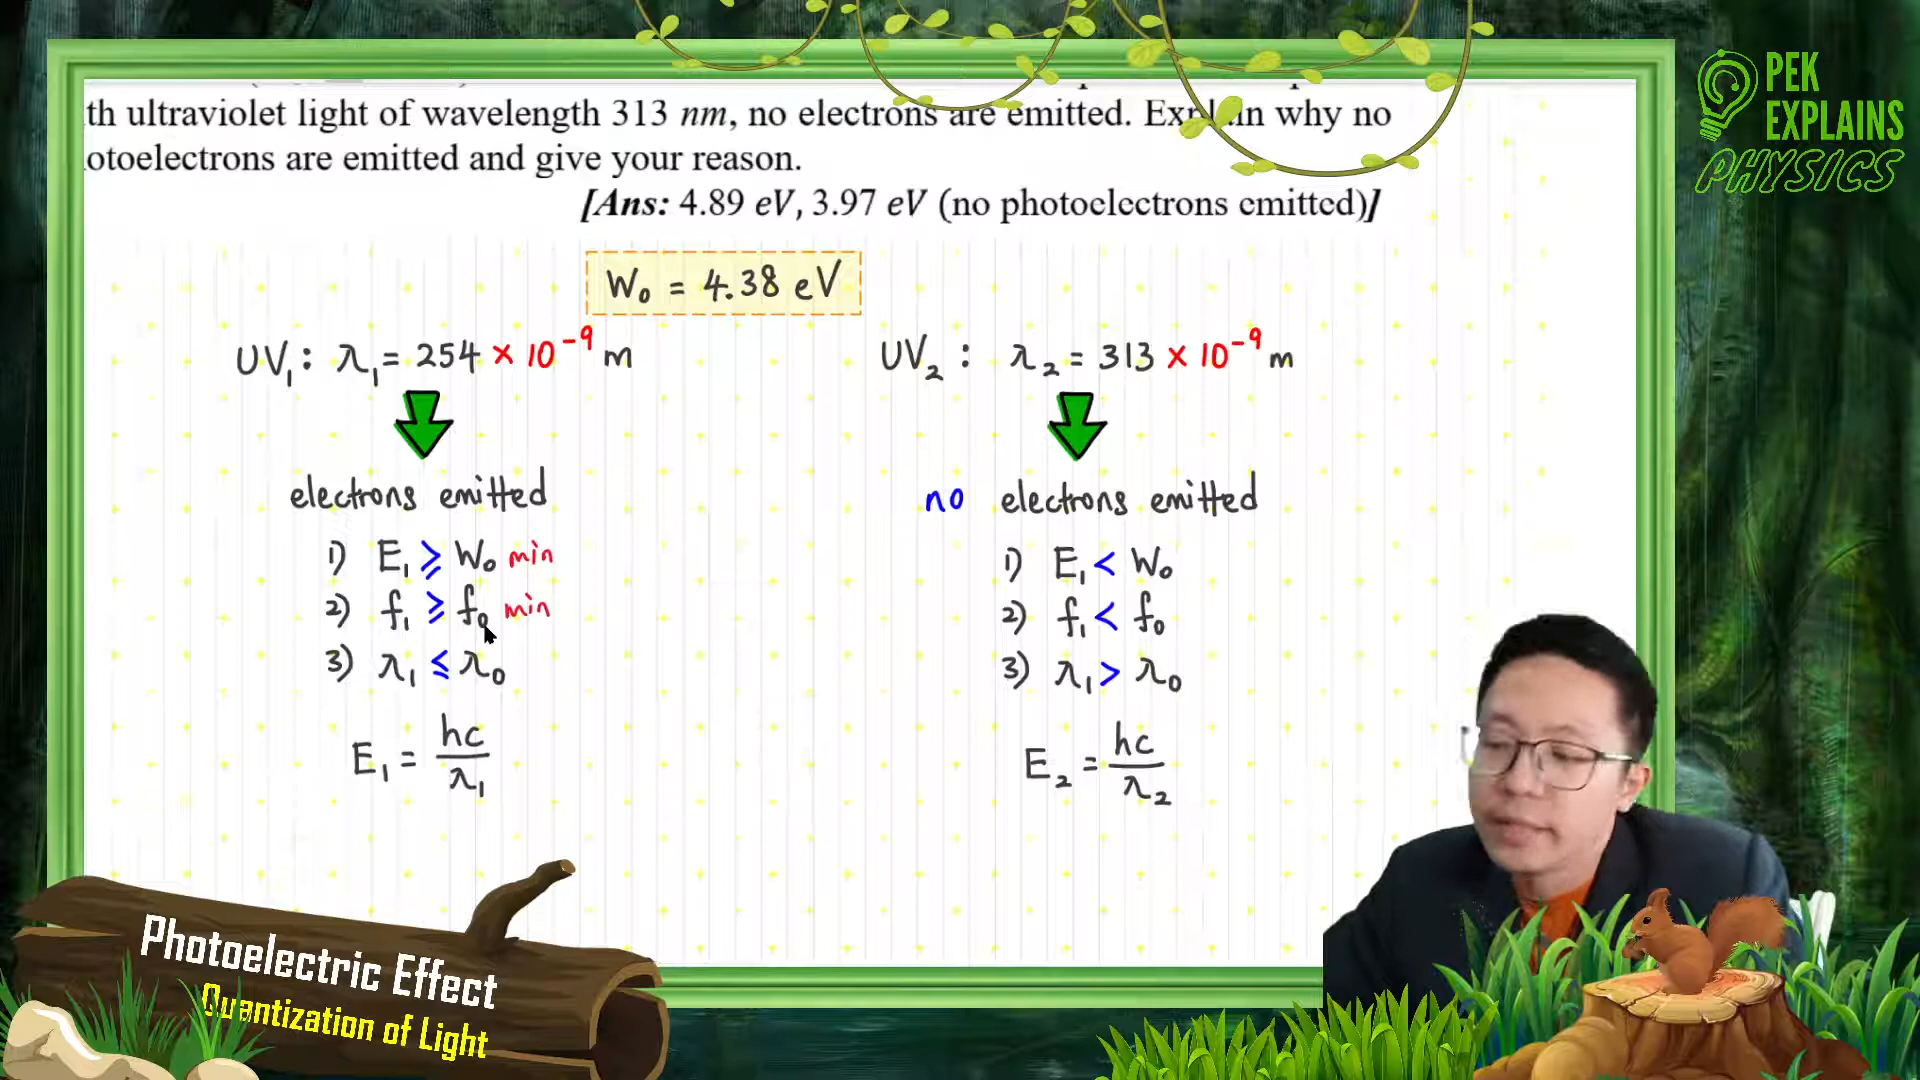 th ultraviolet light of wavelength 313 nm, no electrons are emitted. Explain why no
otoelectrons are emitted and give your reason.
[Ans: 4.89 eV, 3.97 eV (no photoelectrons emitted)]
W₀ = 4.38 eV
UV₁ : λ₁ = 254 × 10⁻⁹ m
electrons emitted
1) E₁ ⩾ W₀ min
2) f₁ ⩾ f₀ min
3) λ₁ ⩽ λ₀
E₁ = hc/λ₁
UV₂ : λ₂ = 313 × 10⁻⁹ m
no electrons emitted
1) E₁ < W₀
2) f₁ < f₀
3) λ₁ > λ₀
E₂ = hc/λ₂
PEK
EXPLAINS
PHYSICS
Photoelectric Effect
Quantization of Light